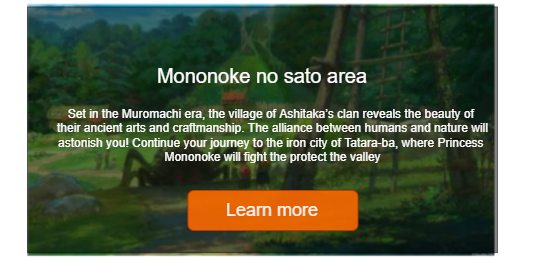 Mononoke no sato area
Set in the Muromachi era, the village of Ashitaka's clan reveals the beauty of
their ancient arts and craftmanship. The alliance between humans and nature will
astonish you! Continue your journey to the iron city of Tatara-ba, where Princess
Mononoke will fight the protect the valley
Learn more